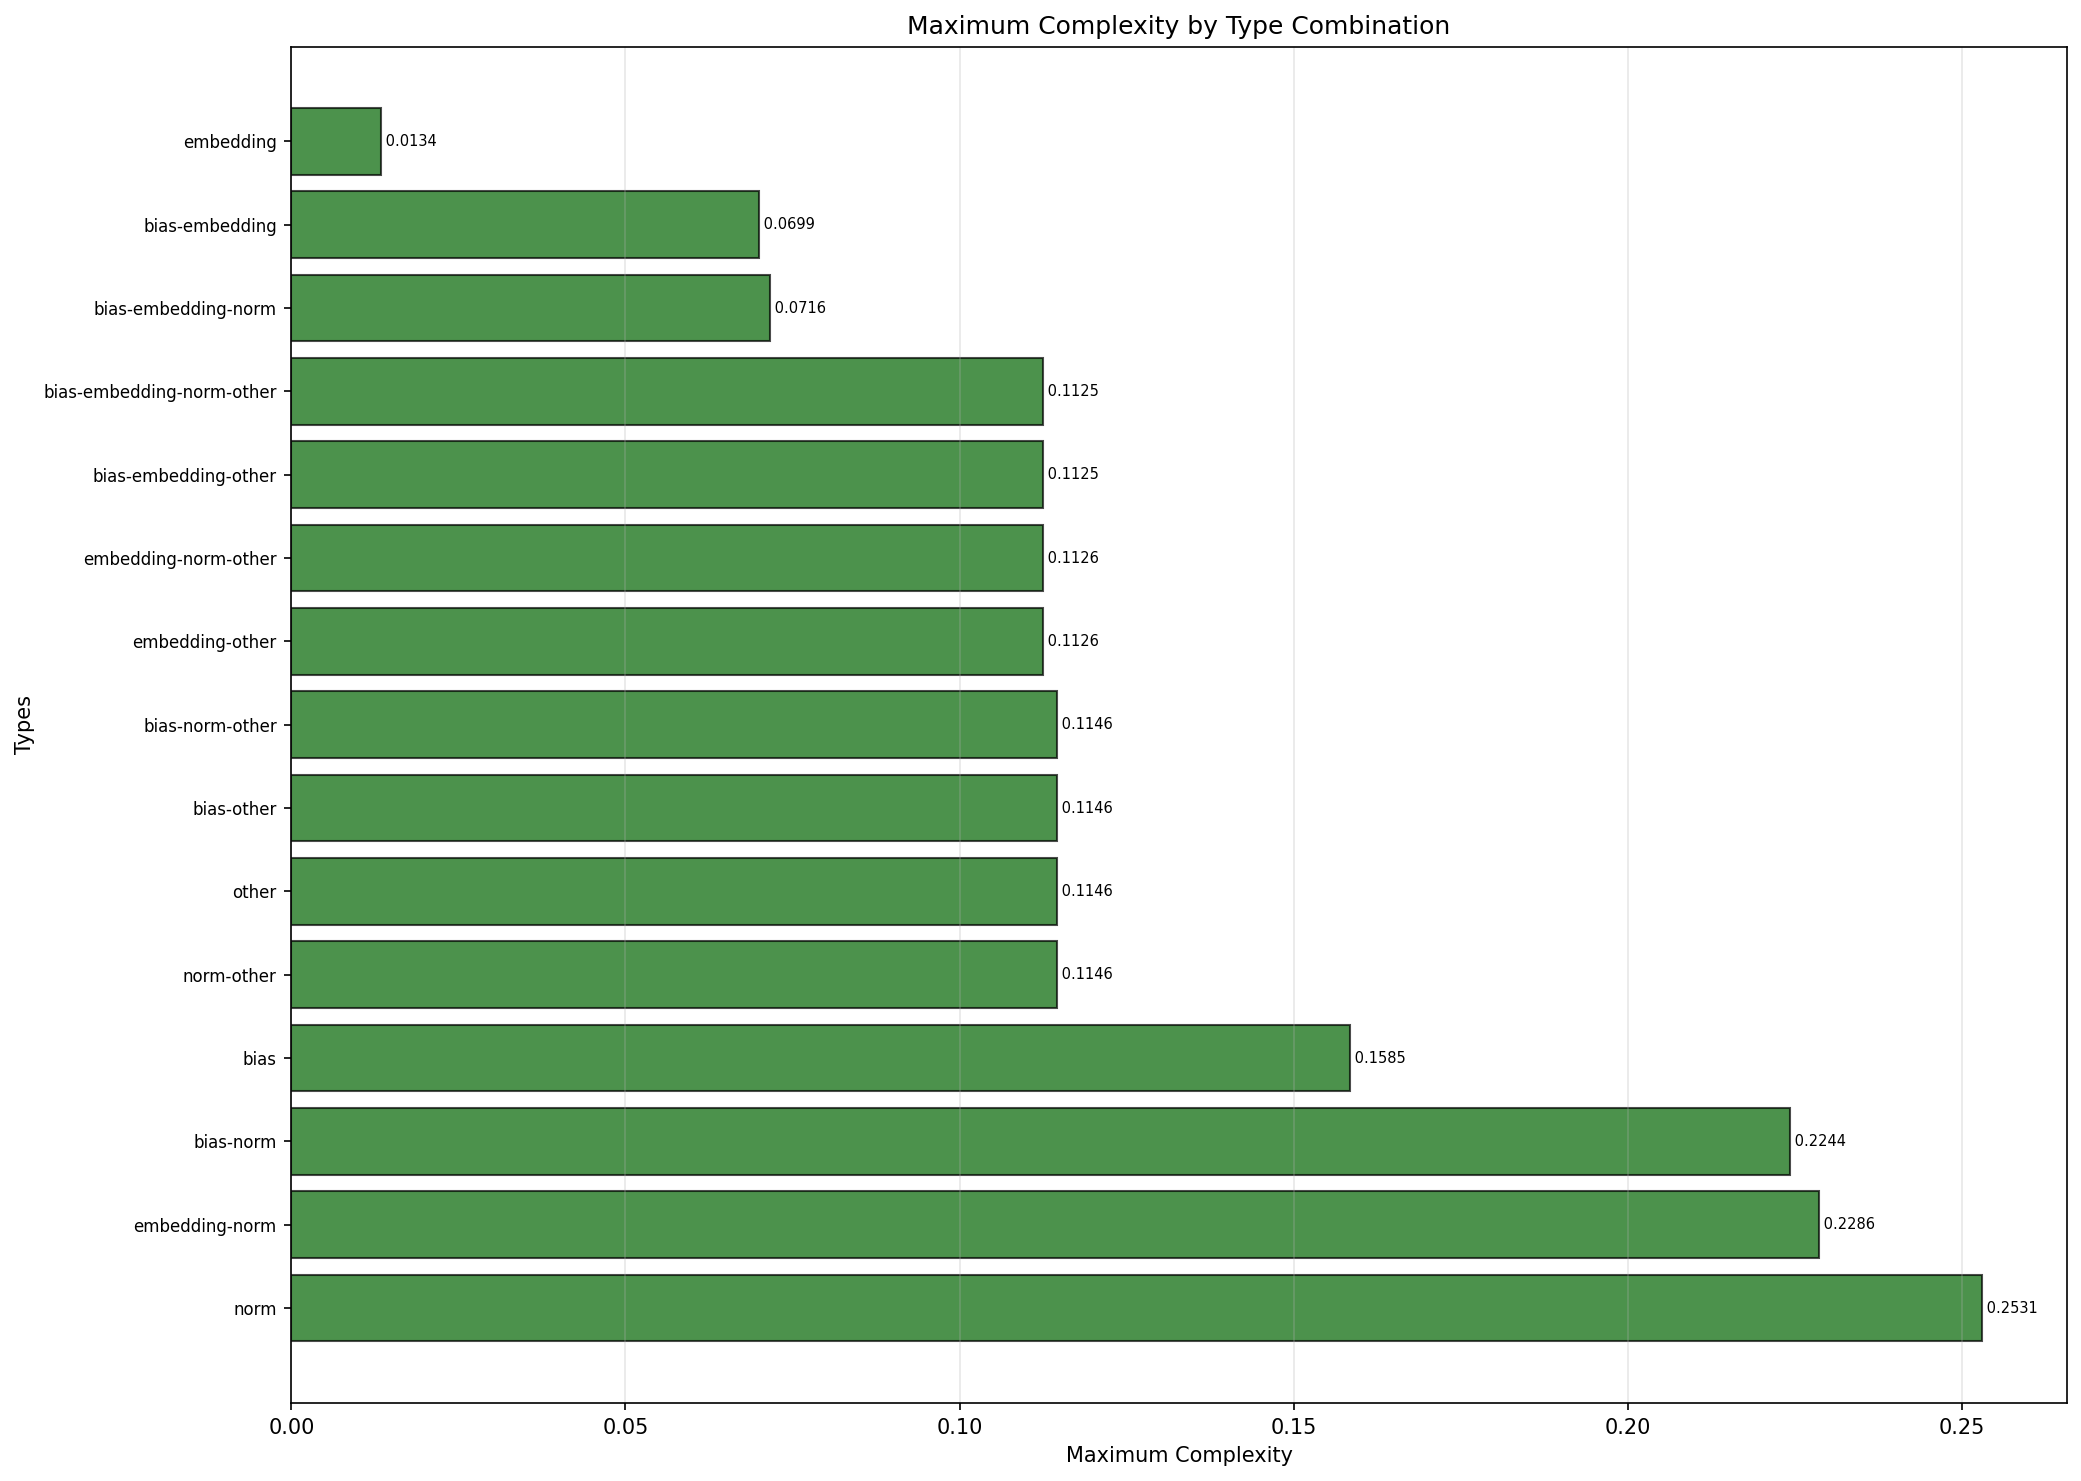 Maximum Complexity by Type Combination
embedding 0.0134
bias-embedding 0.0699
bias-embedding-norm 0.0716
bias-embedding-norm-other 0.1125
bias-embedding-other 0.1125
embedding-norm-other 0.1126
embedding-other 0.1126
bias-norm-other 0.1146
bias-other 0.1146
other 0.1146
norm-other 0.1146
bias 0.1585
bias-norm 0.2244
embedding-norm 0.2286
norm 0.2531
Types
0.00 0.05 0.10 0.15 0.20 0.25
Maximum Complexity